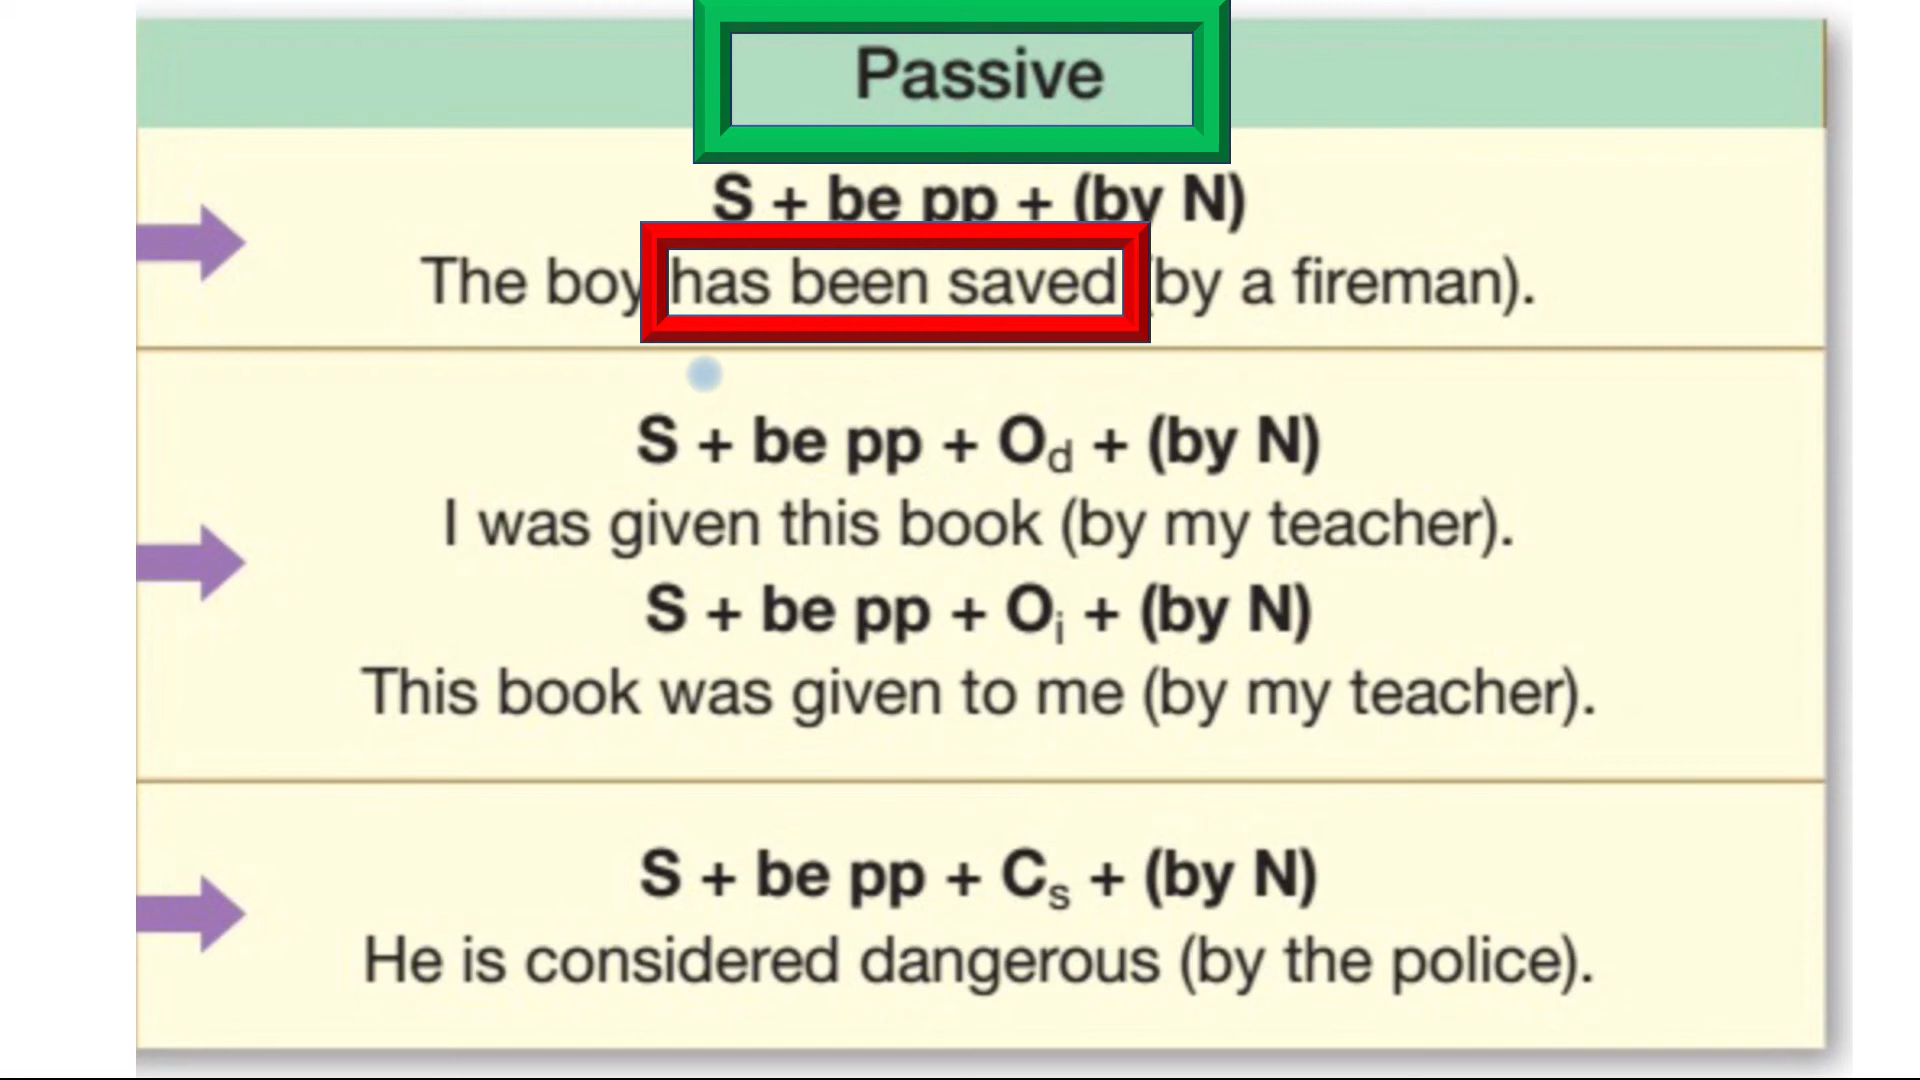 Passive
S + be pp + (by N)
The boy has been saved (by a fireman).
S + be pp + Od + (by N)
I was given this book (by my teacher).
S + be pp + Oi + (by N)
This book was given to me (by my teacher).
S + be pp + Cs + (by N)
He is considered dangerous (by the police).